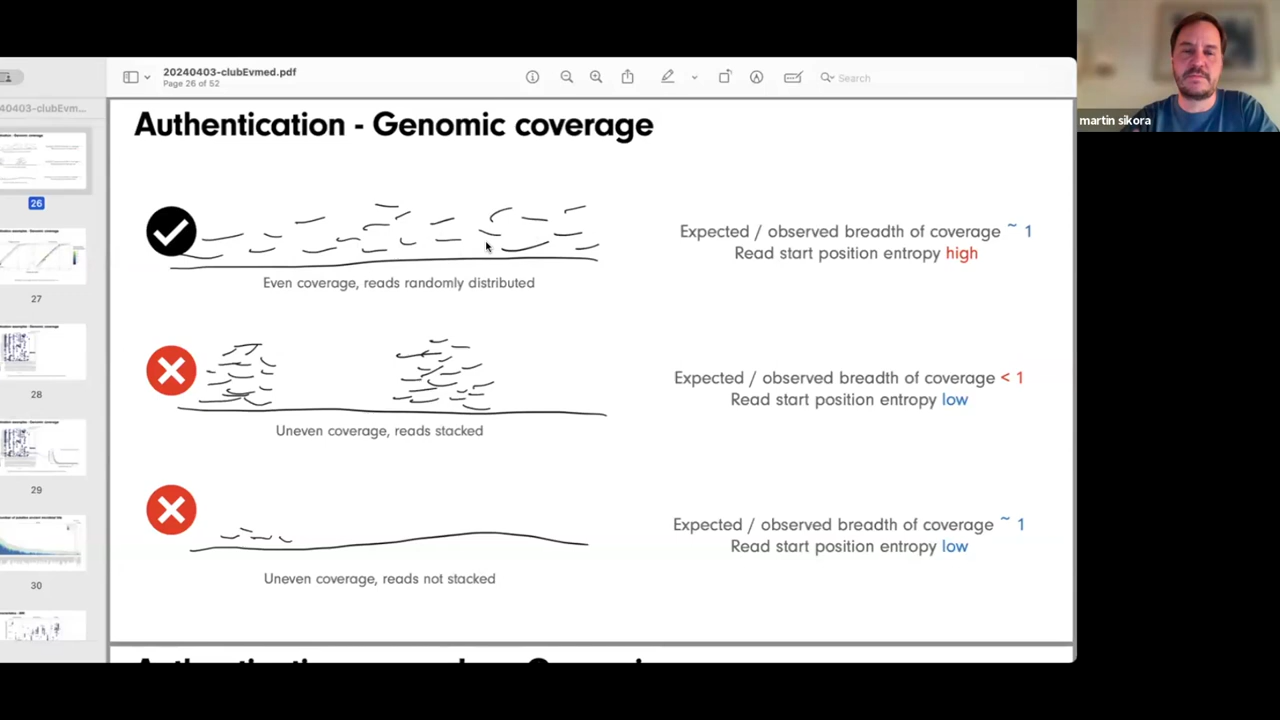 20240403-clubEvmed.pdf
Page 26 of 52
Search
martin sikora
40403-clubEvm...
26
27
28
29
30
Authentication - Genomic coverage
Expected / observed breadth of coverage ~ 1
Read start position entropy high
Even coverage, reads randomly distributed
Expected / observed breadth of coverage < 1
Read start position entropy low
Uneven coverage, reads stacked
Expected / observed breadth of coverage ~ 1
Read start position entropy low
Uneven coverage, reads not stacked